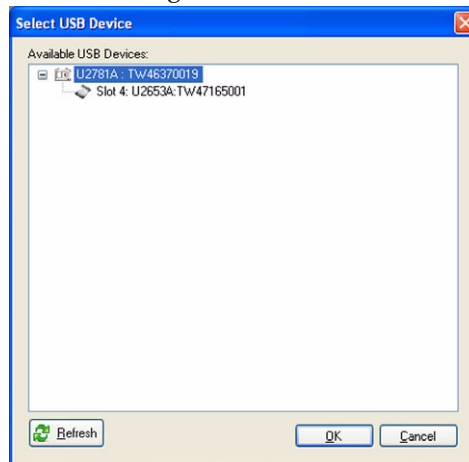 Select USB Device
Available USB Devices:
U2781A : TW46370019
Slot 4: U2653A:TW47165001
Refresh
OK
Cancel